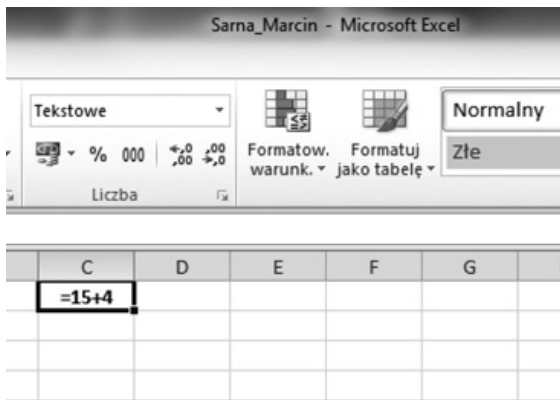 Sarna_Marcin - Microsoft Excel
Tekstowe
Normalny
% 000 ,0 ,00 ,00 ,0
Formatow. warunk.
Formatuj jako tabelę
Złe
Liczba
C D E F G
=15+4